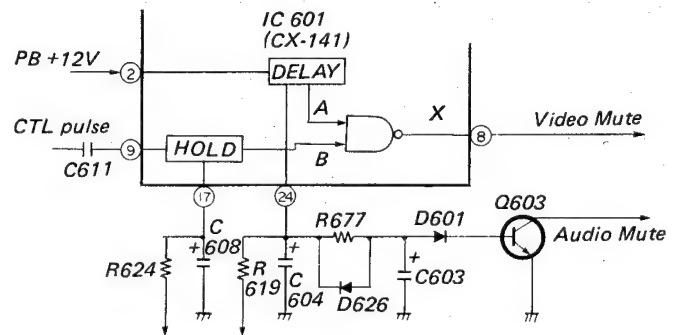 IC 601
(CX-141)
PB +12V
2
DELAY
A
X
CTL pulse
9
HOLD
B
8
Video Mute
C611
17
24
Q603
R677
D601
C
608
+
R624
R
619
+
C
604
D626
+
C603
Audio Mute